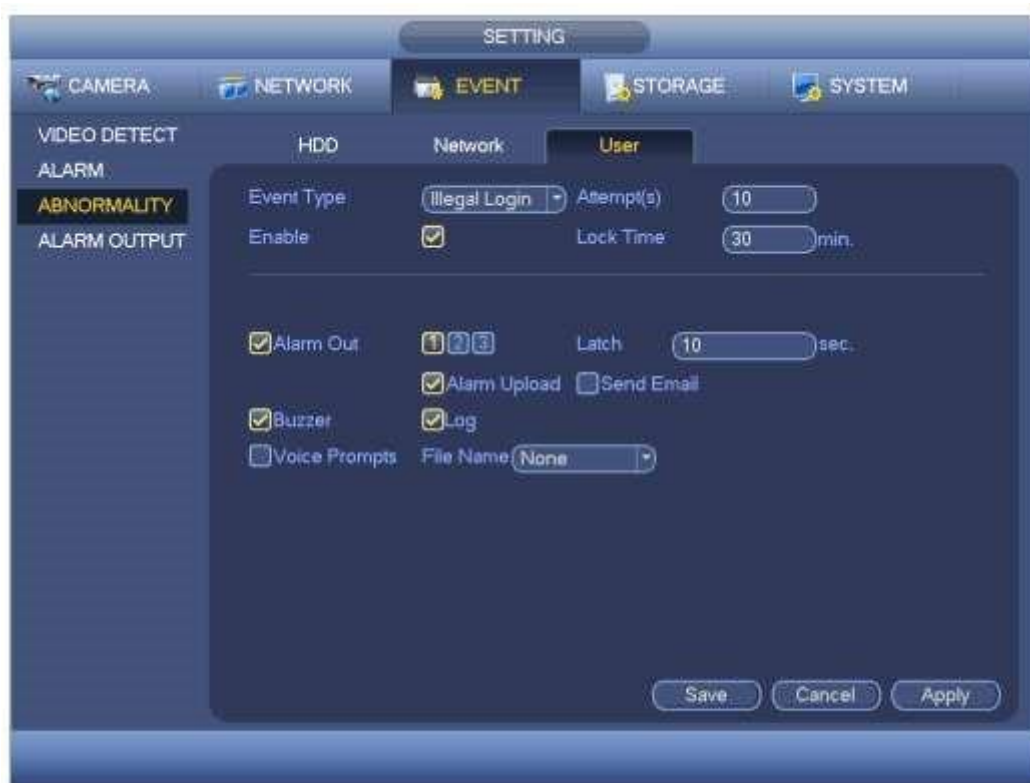 SETTING
CAMERA NETWORK EVENT STORAGE SYSTEM
VIDEO DETECT
ALARM
ABNORMALITY
ALARM OUTPUT
HDD Network User
Event Type Illegal Login Attempt(s) 10
Enable Lock Time 30 min.
Alarm Out 1 2 3 Latch 10 sec.
Alarm Upload Send Email
Buzzer Log
Voice Prompts File Name None
Save Cancel Apply